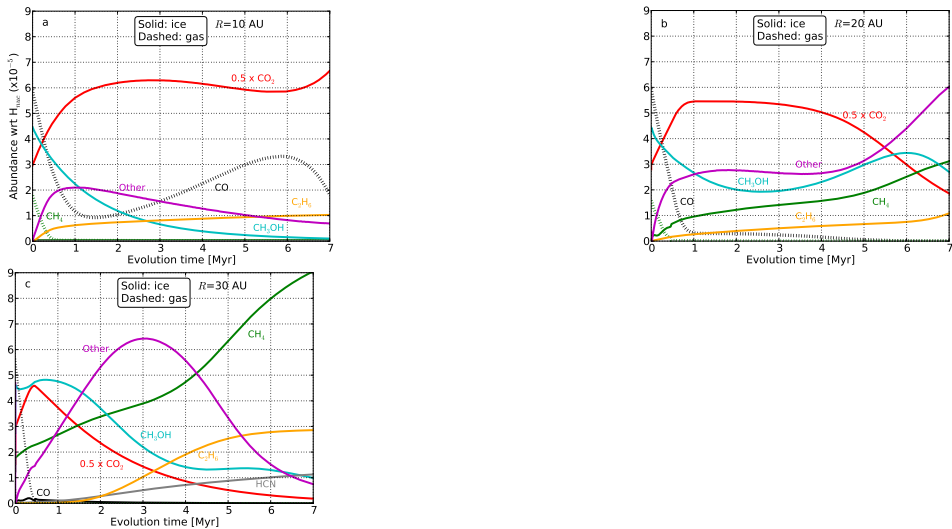 a
Solid: ice
Dashed: gas
R=10 AU
Abundance wrt Hnuc (x10⁻⁵)
9
8
7
6
5
4
3
2
1
0
0.5 x CO₂
Other
CO
C₂H₆
CH₄
CH₃OH
0 1 2 3 4 5 6 7
Evolution time [Myr]
b
Solid: ice
Dashed: gas
R=20 AU
9
8
7
6
5
4
3
2
1
0
0.5 x CO₂
Other
CH₃OH
CO
CH₄
C₂H₆
0 1 2 3 4 5 6 7
Evolution time [Myr]
c
Solid: ice
Dashed: gas
R=30 AU
9
8
7
6
5
4
3
2
1
0
CH₄
Other
CH₃OH
0.5 x CO₂
C₂H₆
CO
HCN
0 1 2 3 4 5 6 7
Evolution time [Myr]